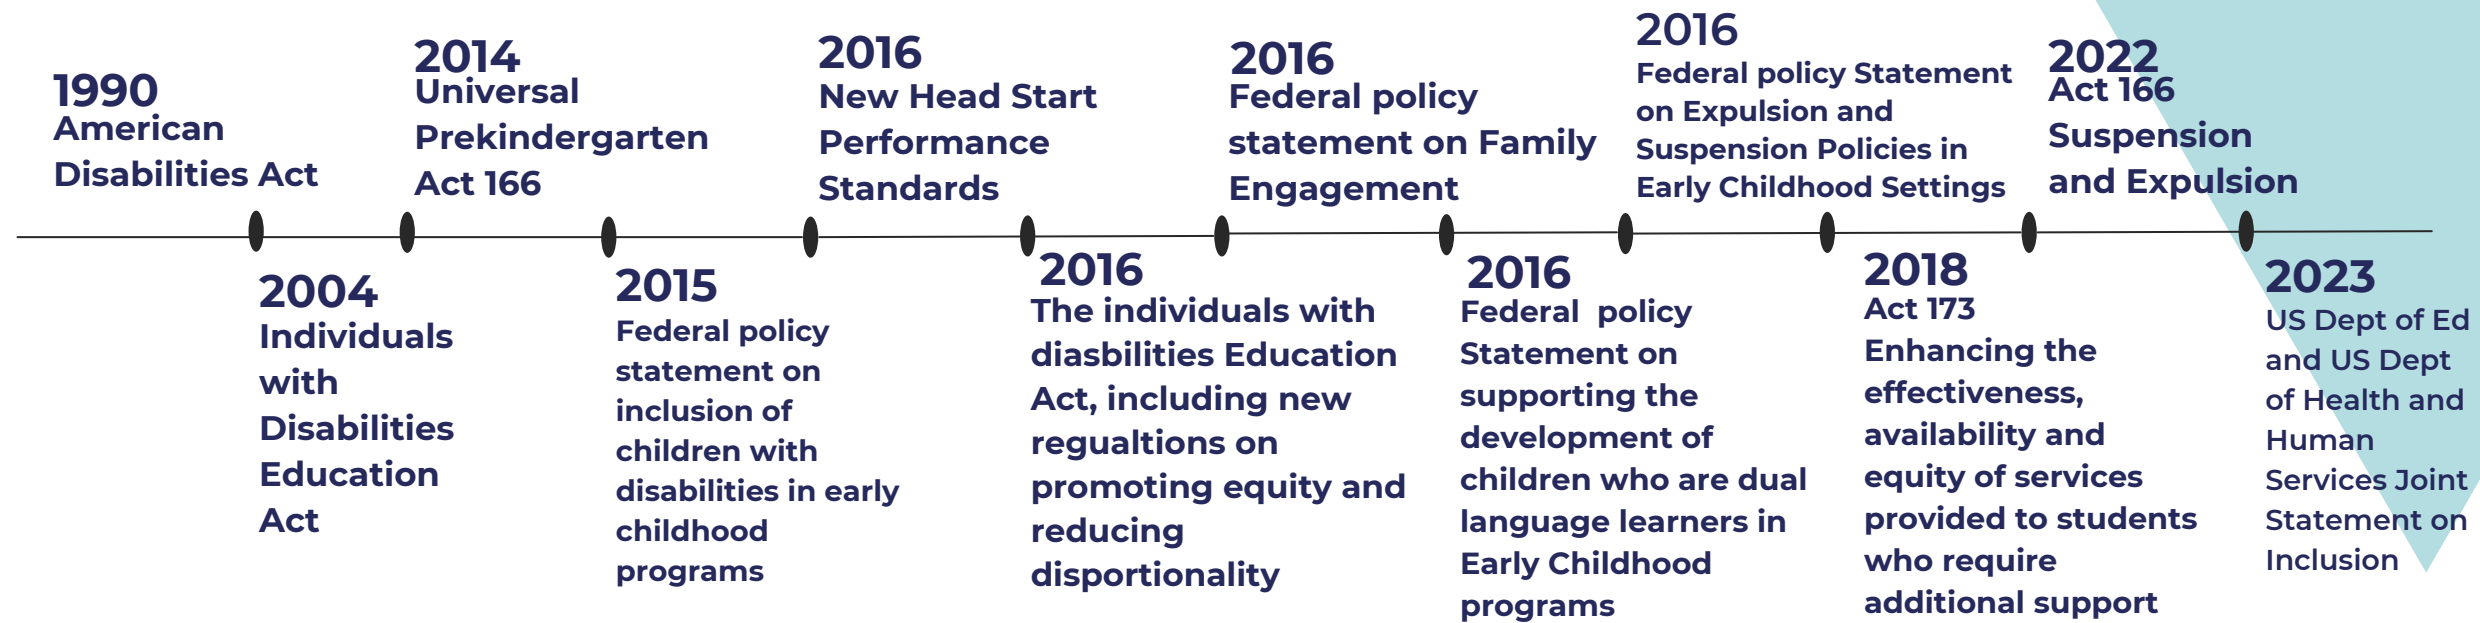 1990
American
Disabilities Act
2004
Individuals
with
Disabilities
Education
Act
2014
Universal
Prekindergarten
Act 166
2015
Federal policy
statement on
inclusion of
children with
disabilities in early
childhood
programs
2016
New Head Start
Performance
Standards
2016
The individuals with
diasbilities Education
Act, including new
regualtions on
promoting equity and
reducing
disportionality
2016
Federal policy
statement on Family
Engagement
2016
Federal  policy
Statement on
supporting the
development of
children who are dual
language learners in
Early Childhood
programs
2016
Federal policy Statement
on Expulsion and
Suspension Policies in
Early Childhood Settings
2018
Act 173
Enhancing the
effectiveness,
availability and
equity of services
provided to students
who require
additional support
2022
Act 166
Suspension
and Expulsion
2023
US Dept of Ed
and US Dept
of Health and
Human
Services Joint
Statement on
Inclusion